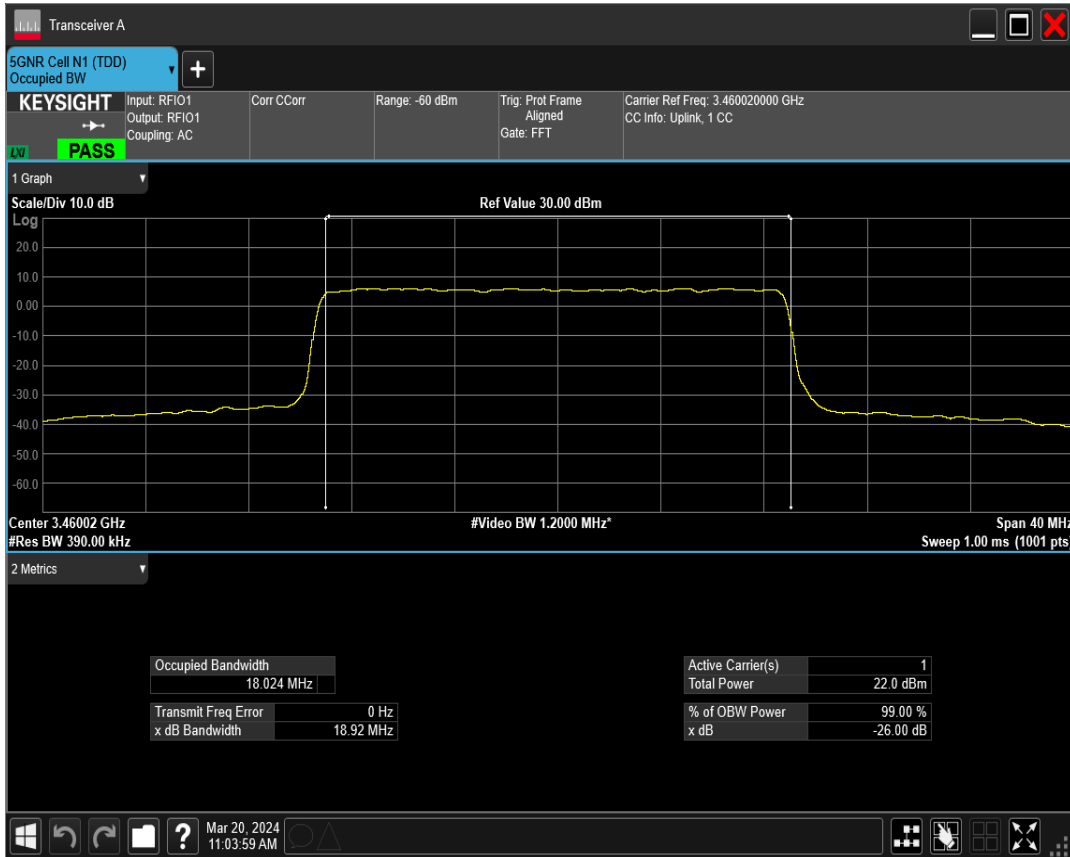 Transceiver A
5GNR Cell N1 (TDD)
Occupied BW
+
KEYSIGHT
LXI
PASS
Input: RFIO1
Output: RFIO1
Coupling: AC
Corr CCorr
Range: -60 dBm
Trig: Prot Frame
Aligned
Gate: FFT
Carrier Ref Freq: 3.460020000 GHz
CC Info: Uplink, 1 CC
1 Graph
Scale/Div 10.0 dB
Ref Value 30.00 dBm
Log
20.0
10.0
0.00
-10.0
-20.0
-30.0
-40.0
-50.0
-60.0
Center 3.46002 GHz
#Video BW 1.2000 MHz*
Span 40 MHz
#Res BW 390.00 kHz
Sweep 1.00 ms (1001 pts)
2 Metrics
Occupied Bandwidth
18.024 MHz
Transmit Freq Error 0 Hz
x dB Bandwidth 18.92 MHz
Active Carrier(s) 1
Total Power 22.0 dBm
% of OBW Power 99.00 %
x dB -26.00 dB
?
Mar 20, 2024
11:03:59 AM